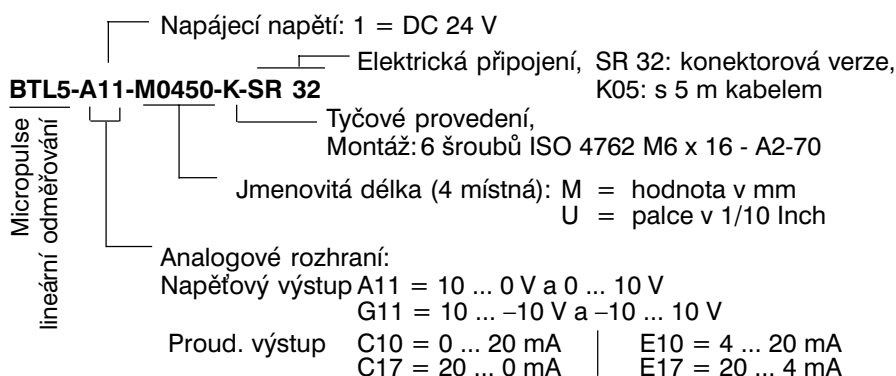 Napájecí napětí: 1 = DC 24 V
Elektrická připojení, SR 32: konektorová verze,
K05: s 5 m kabelem
BTL5-A11-M0450-K-SR 32
Tyčové provedení,
Montáž: 6 šroubů ISO 4762 M6 x 16 - A2-70
Micropulse
lineární odměřování
Jmenovitá délka (4 místná): M = hodnota v mm
U = palce v 1/10 Inch
Analogové rozhraní:
Napěťový výstup A11 = 10 ... 0 V a 0 ... 10 V
G11 = 10 ... –10 V a –10 ... 10 V
Proud. výstup C10 = 0 ... 20 mA E10 = 4 ... 20 mA
C17 = 20 ... 0 mA E17 = 20 ... 4 mA